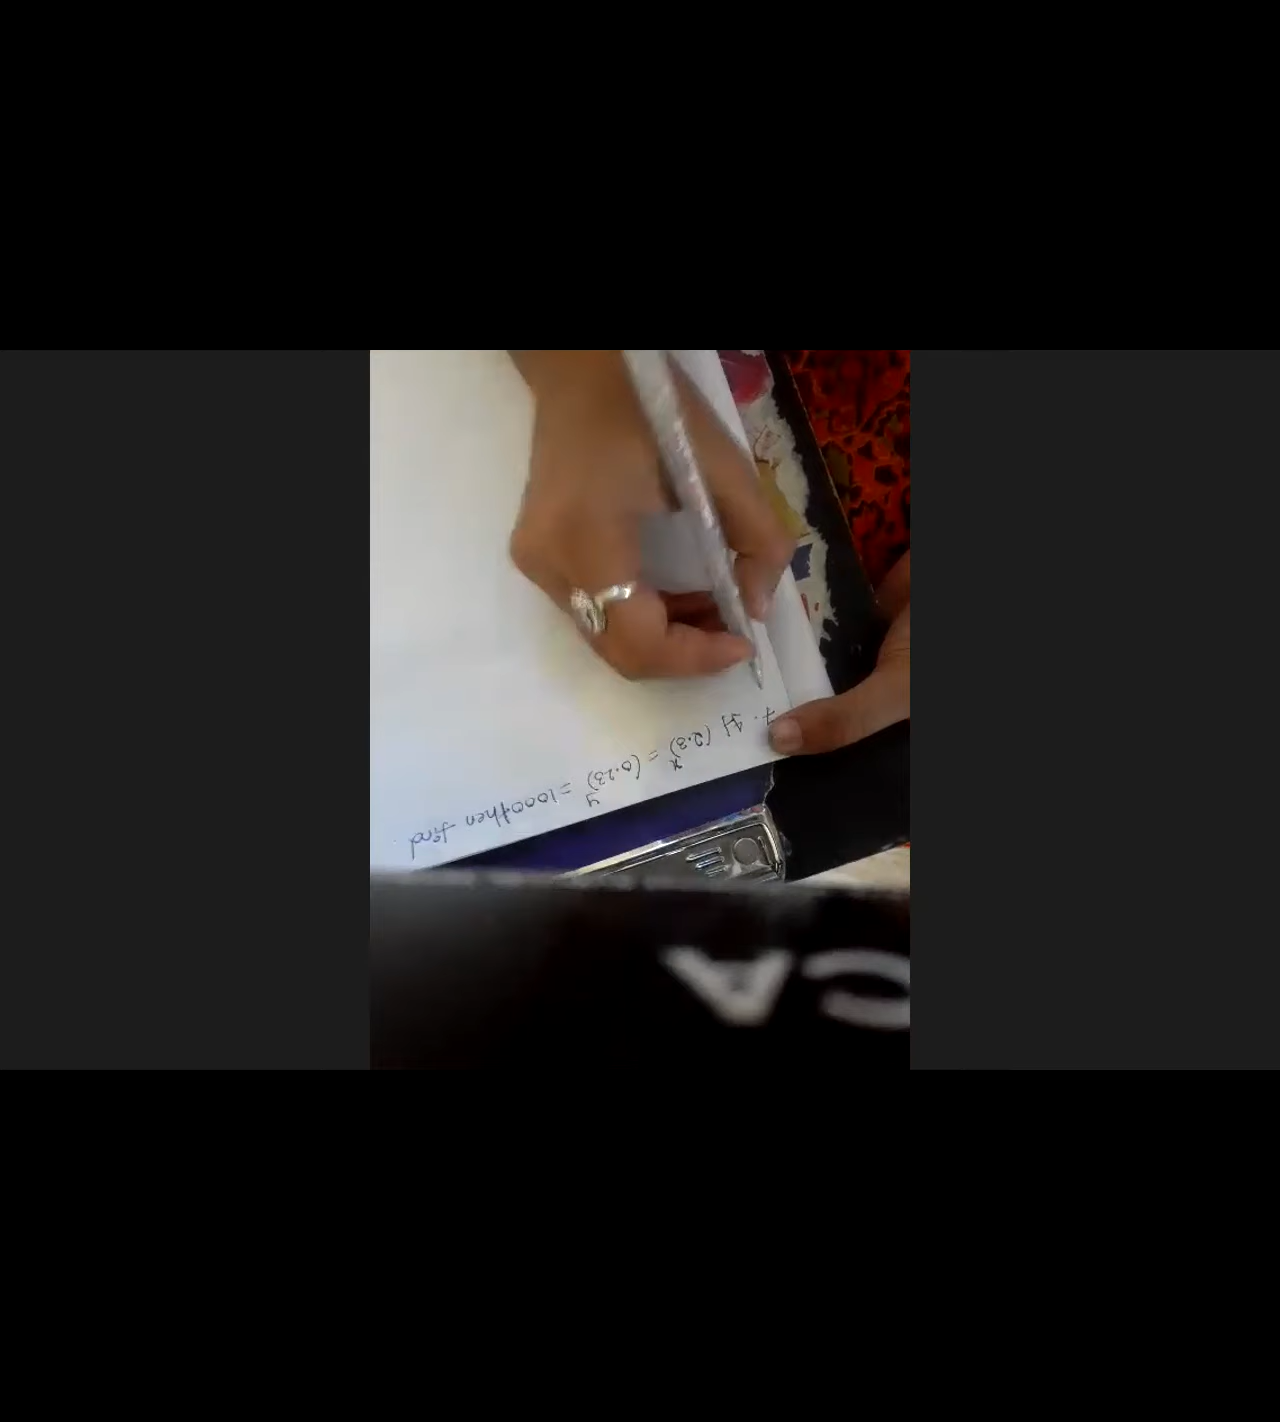 7. If (2.3)^x = (0.23)^y = 1000 then find
CA